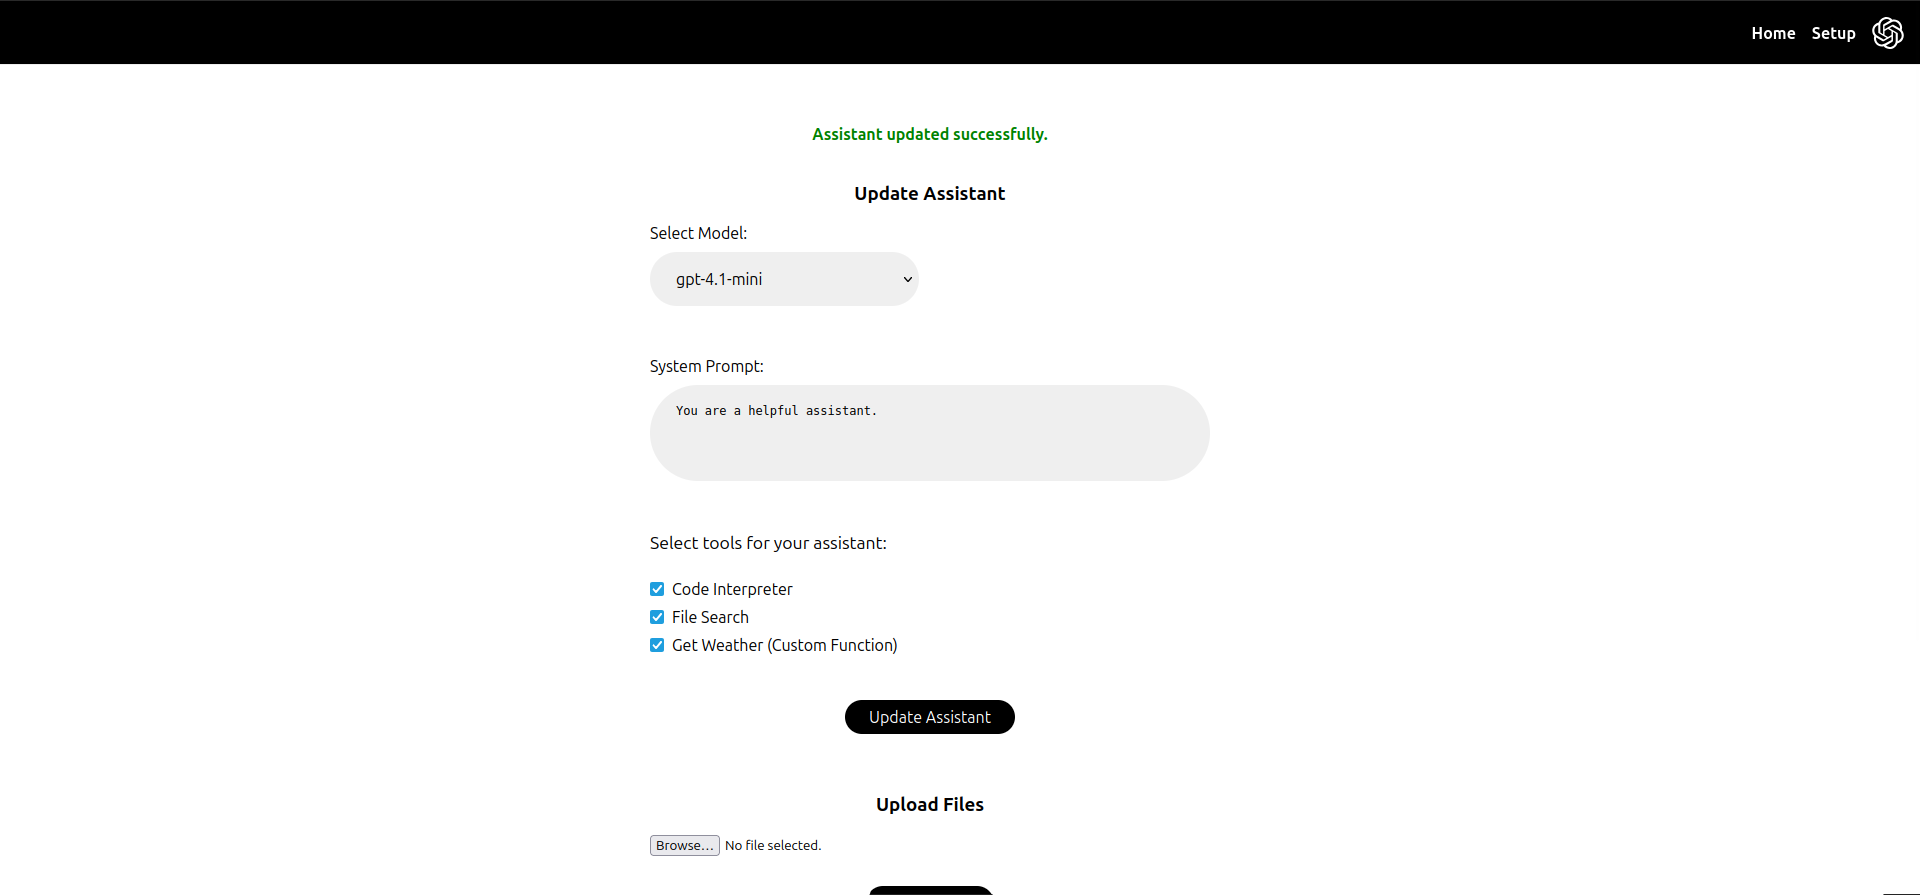 Home Setup
Assistant updated successfully.
Update Assistant
Select Model:
gpt-4.1-mini
System Prompt:
You are a helpful assistant.
Select tools for your assistant:
Code Interpreter
File Search
Get Weather (Custom Function)
Update Assistant
Upload Files
Browse... No file selected.